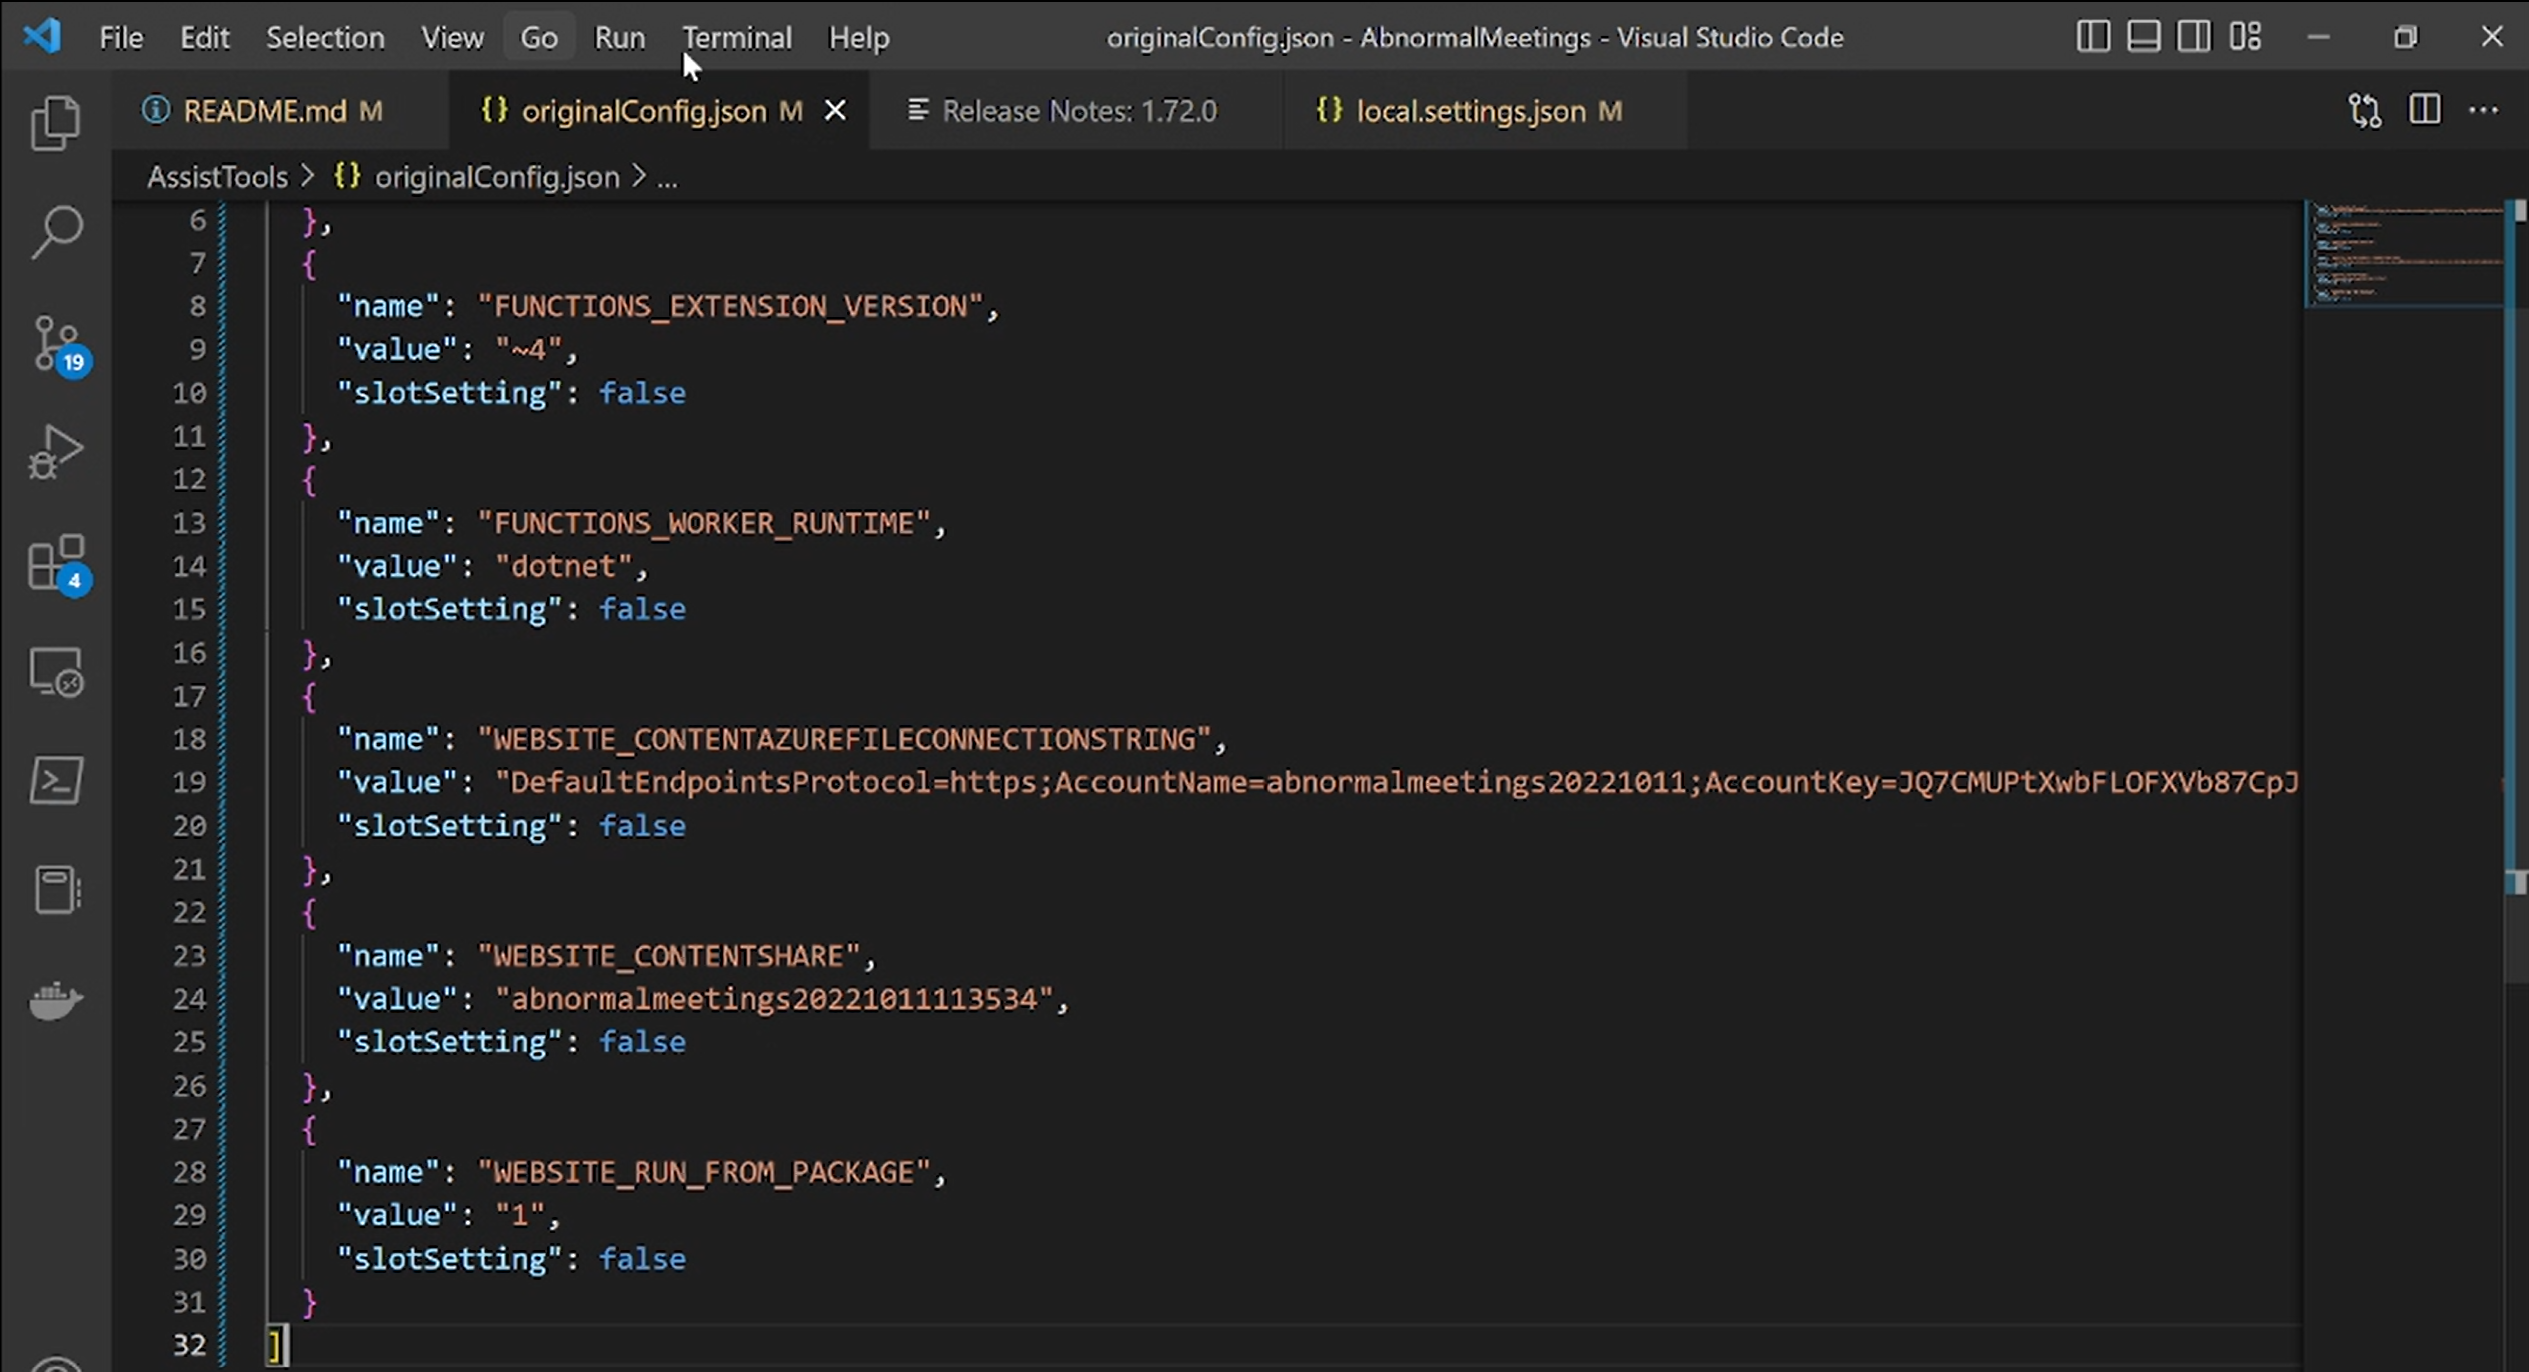 File Edit Selection View Go Run Terminal Help originalConfig.json - AbnormalMeetings - Visual Studio Code
README.md M originalConfig.json M Release Notes: 1.72.0 {} local.settings.json M
AssistTools > {} originalConfig.json > ...
6 },
7 {
8 "name": "FUNCTIONS_EXTENSION_VERSION",
9 "value": "~4",
10 "slotSetting": false
11 },
12 {
13 "name": "FUNCTIONS_WORKER_RUNTIME",
14 "value": "dotnet",
15 "slotSetting": false
16 },
17 {
18 "name": "WEBSITE_CONTENTAZUREFILECONNECTIONSTRING",
19 "value": "DefaultEndpointsProtocol=https;AccountName=abnormalmeetings20221011;AccountKey=JQ7CMUPtXwbFLOFXVb87CpJ
20 "slotSetting": false
21 },
22 {
23 "name": "WEBSITE_CONTENTSHARE",
24 "value": "abnormalmeetings20221011113534",
25 "slotSetting": false
26 },
27 {
28 "name": "WEBSITE_RUN_FROM_PACKAGE",
29 "value": "1",
30 "slotSetting": false
31 }
32 ]
19
4